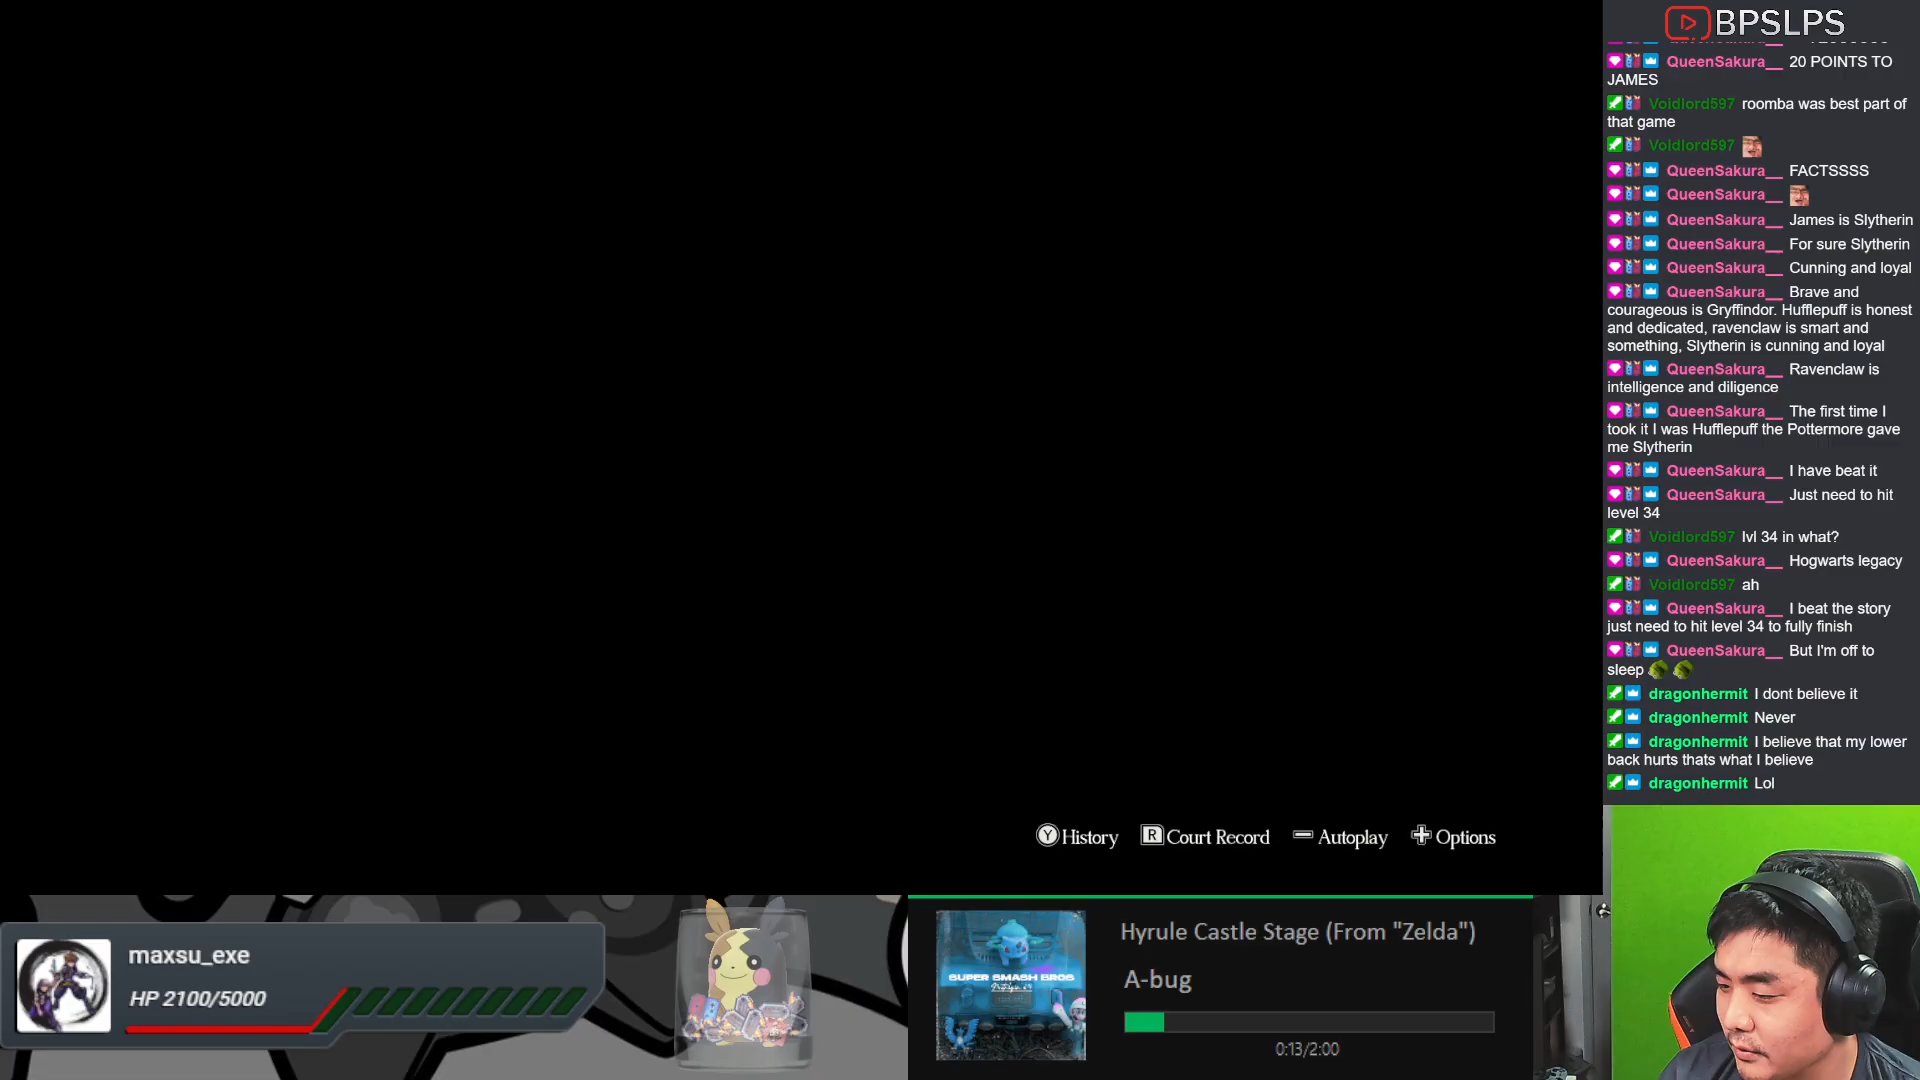 BPSLPS
QueenSakura__ 20 POINTS TO
JAMES
Voidlord597 roomba was best part of
that game
Voidlord597
QueenSakura__ FACTSSSS
QueenSakura__
QueenSakura__ James is Slytherin
QueenSakura__ For sure Slytherin
QueenSakura__ Cunning and loyal
QueenSakura__ Brave and
courageous is Gryffindor. Hufflepuff is honest
and dedicated, ravenclaw is smart and
something, Slytherin is cunning and loyal
QueenSakura__ Ravenclaw is
intelligence and diligence
QueenSakura__ The first time I
took it I was Hufflepuff the Pottermore gave
me Slytherin
QueenSakura__ I have beat it
QueenSakura__ Just need to hit
level 34
Voidlord597 lvl 34 in what?
QueenSakura__ Hogwarts legacy
Voidlord597 ah
QueenSakura__ I beat the story
just need to hit level 34 to fully finish
QueenSakura__ But I'm off to
sleep
dragonhermit I dont believe it
dragonhermit Never
dragonhermit I believe that my lower
back hurts thats what I believe
dragonhermit Lol
Y History R Court Record Autoplay Options
maxsu_exe
HP 2100/5000
SUPER SMASH BROS
Hyrule Castle Stage (From "Zelda")
A-bug
0:13/2:00